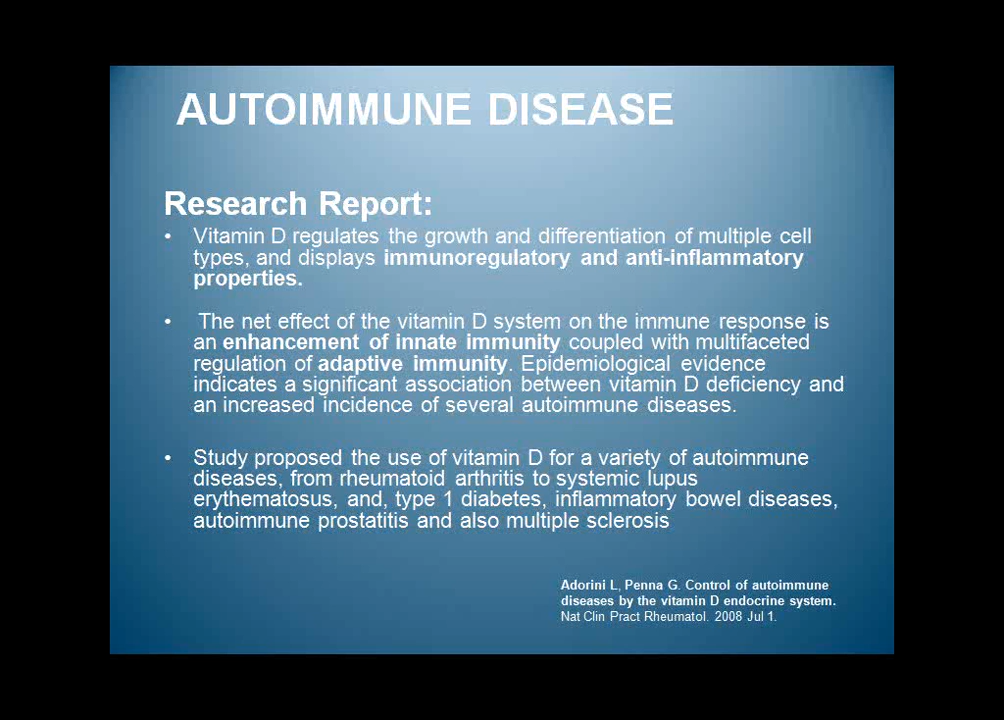 AUTOIMMUNE DISEASE
Research Report:
• Vitamin D regulates the growth and differentiation of multiple cell
types, and displays immunoregulatory and anti-inflammatory
properties.
• The net effect of the vitamin D system on the immune response is
an enhancement of innate immunity coupled with multifaceted
regulation of adaptive immunity. Epidemiological evidence
indicates a significant association between vitamin D deficiency and
an increased incidence of several autoimmune diseases.
• Study proposed the use of vitamin D for a variety of autoimmune
diseases, from rheumatoid arthritis to systemic lupus
erythematosus, and, type 1 diabetes, inflammatory bowel diseases,
autoimmune prostatitis and also multiple sclerosis
Adorini L, Penna G. Control of autoimmune
diseases by the vitamin D endocrine system.
Nat Clin Pract Rheumatol. 2008 Jul 1.